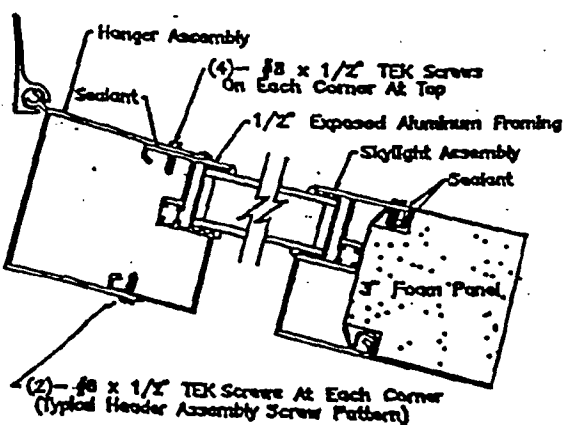 Hanger Assembly
(4)- #8 x 1/2" TEK Screws
On Each Corner At Top
Sealant
1/2" Exposed Aluminum Framing
Skylight Assembly
Sealant
3" Foam Panel
(2)- #8 x 1/2" TEK Screws At Each Corner
(Typical Header Assembly Screw Pattern)